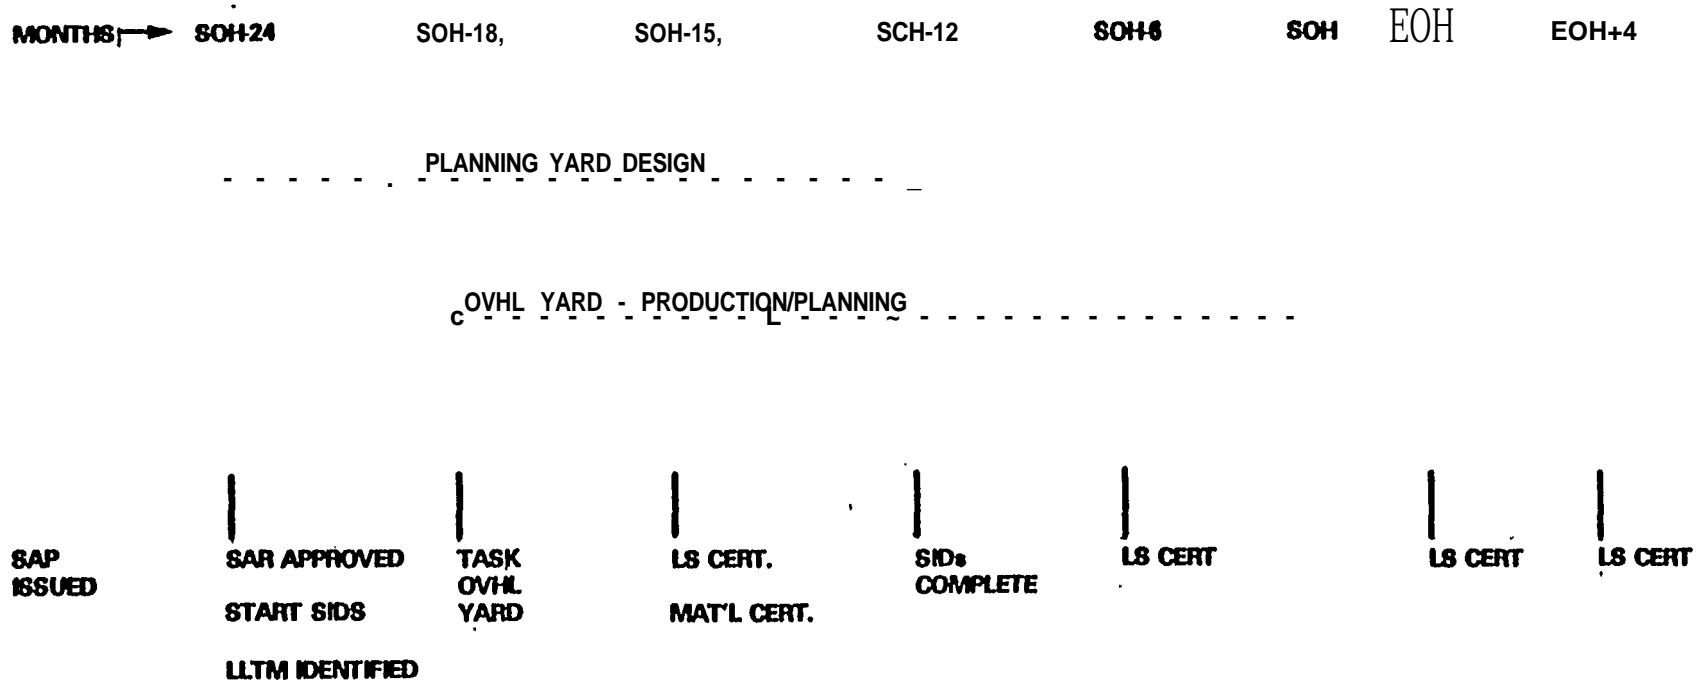 MONTHS → SOH-24 SOH-18, SOH-15, SCH-12 SOH-6 SOH EOH EOH+4
PLANNING YARD DESIGN
OVHL YARD - PRODUCTION/PLANNING
SAP SAR APPROVED TASK LS CERT. SIDs LS CERT LS CERT LS CERT
ISSUED OVHL COMPLETE
START SIDS YARD MAT'L CERT.
LLTM IDENTIFIED